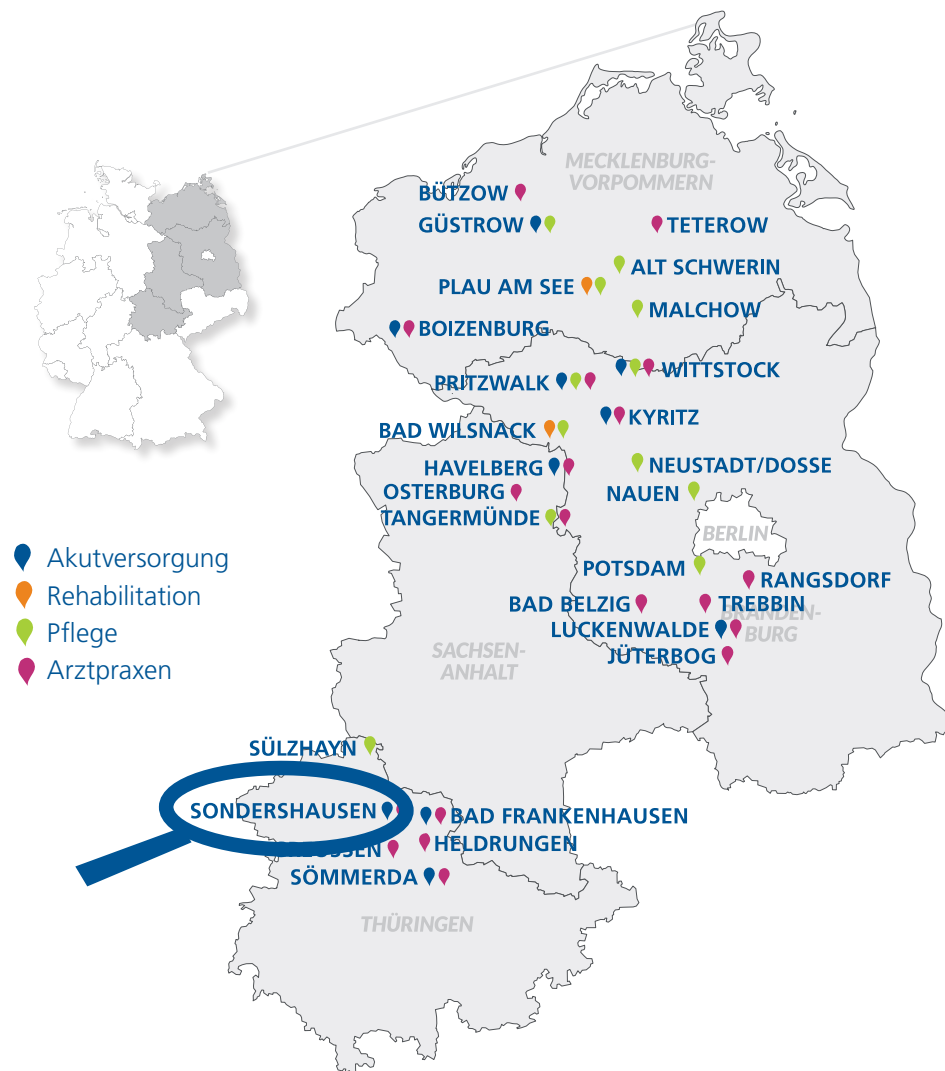 MECKLENBURG-
VORPOMMERN
BÜTZOW
GÜSTROW
TETEROW
ALT SCHWERIN
PLAU AM SEE
MALCHOW
BOIZENBURG
WITTSTOCK
PRITZWALK
KYRITZ
BAD WILSNACK
HAVELBERG
NEUSTADT/DOSSE
OSTERBURG
NAUEN
TANGERMÜNDE
BERLIN
Akutversorgung
Rehabilitation
Pflege
Arztpraxen
POTSDAM
RANGSDORF
BAD BELZIG
TREBBIN
BRANDEN-
BURG
LUCKENWALDE
JÜTERBOG
SACHSEN-
ANHALT
SÜLZHAYN
SONDERSHAUSEN
BAD FRANKENHAUSEN
HELDRUNGEN
SÖMMERDA
THÜRINGEN